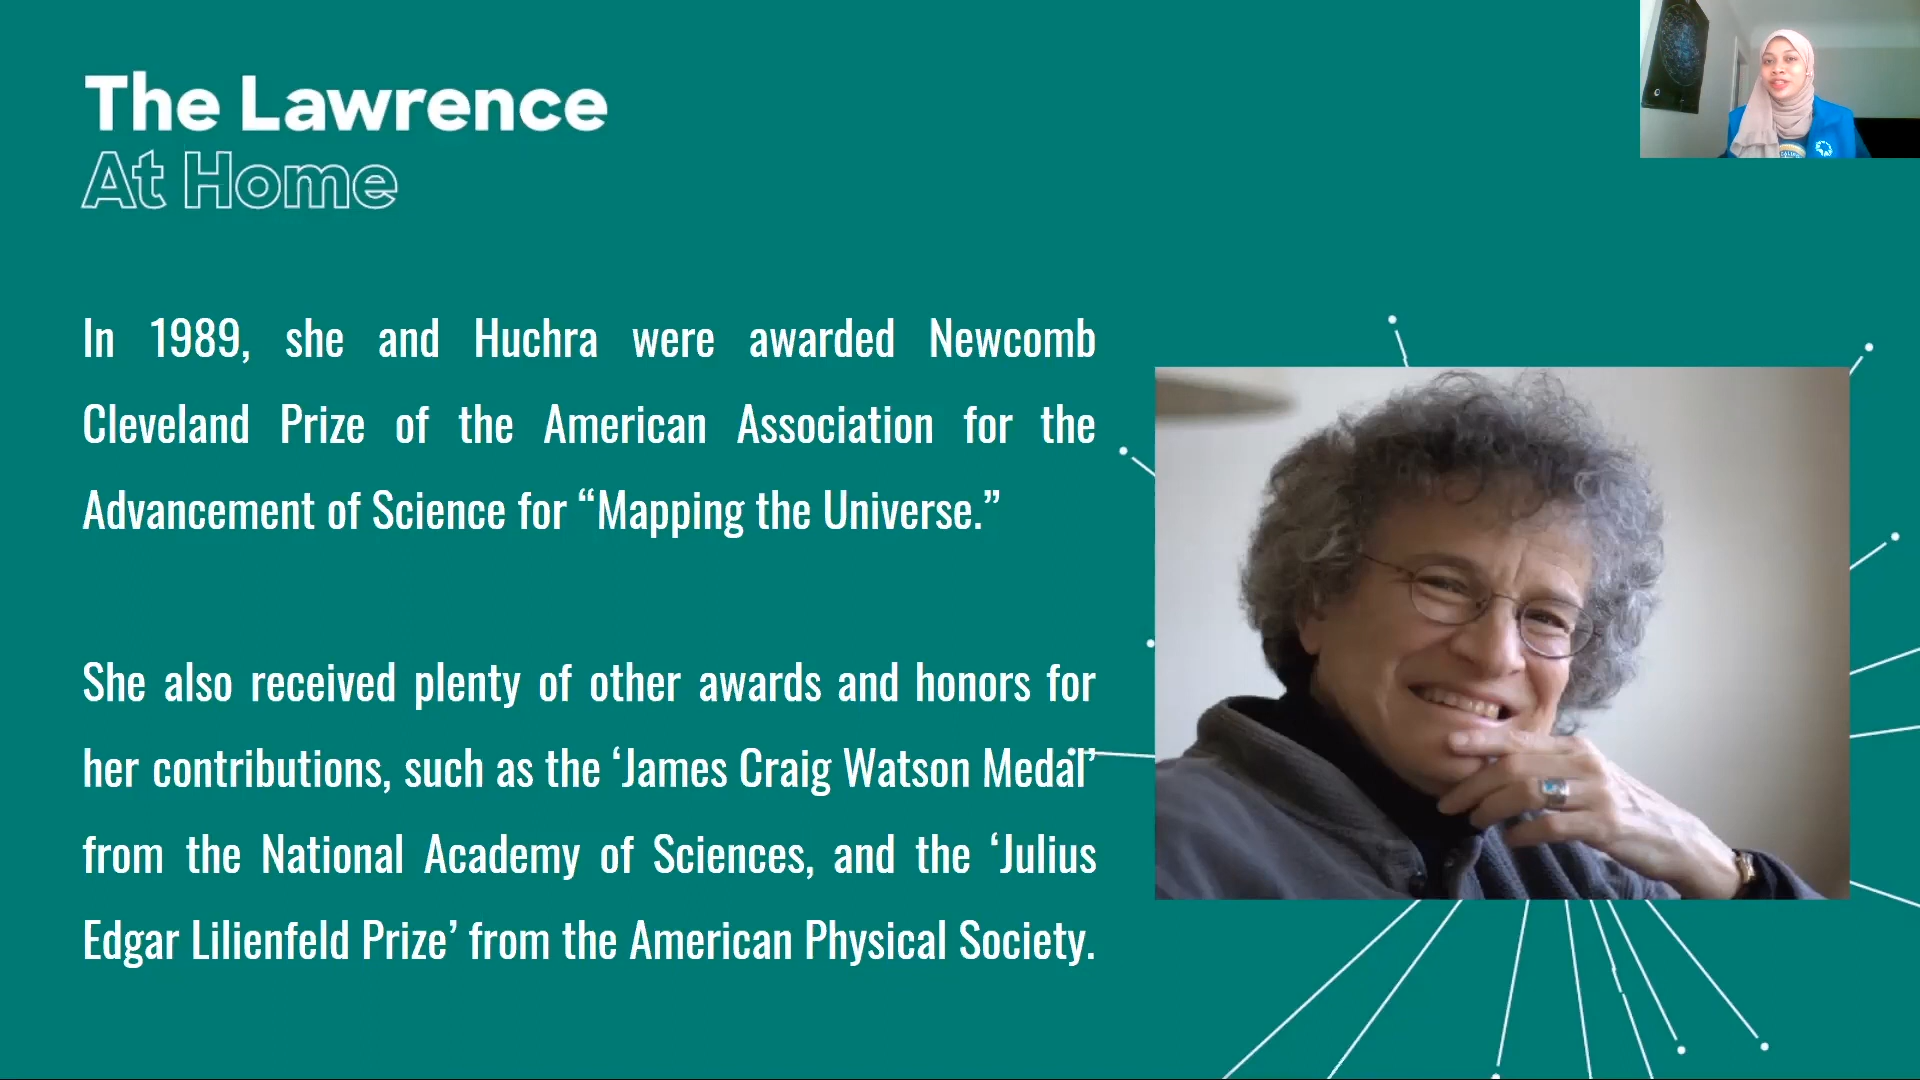 The Lawrence
At Home
In 1989, she and Huchra were awarded Newcomb
Cleveland Prize of the American Association for the
Advancement of Science for “Mapping the Universe.”
She also received plenty of other awards and honors for
her contributions, such as the ‘James Craig Watson Medal’
from the National Academy of Sciences, and the ‘Julius
Edgar Lilienfeld Prize’ from the American Physical Society.